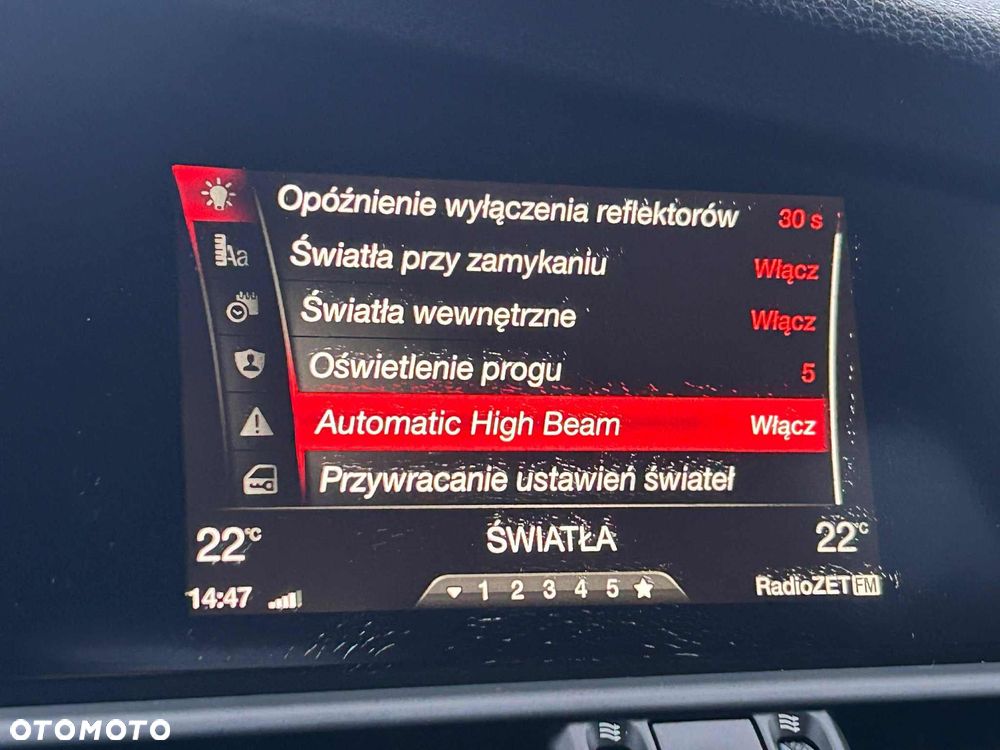 Opóźnienie wyłączenia reflektorów 30 s
Światła przy zamykaniu Włącz
Aa
Światła wewnętrzne Włącz
Oświetlenie progu 5
Automatic High Beam Włącz
Przywracanie ustawień świateł
22°C ŚWIATŁA 22°C
14:47 1 2 3 4 5 RadioZET FM
OTOMOTO